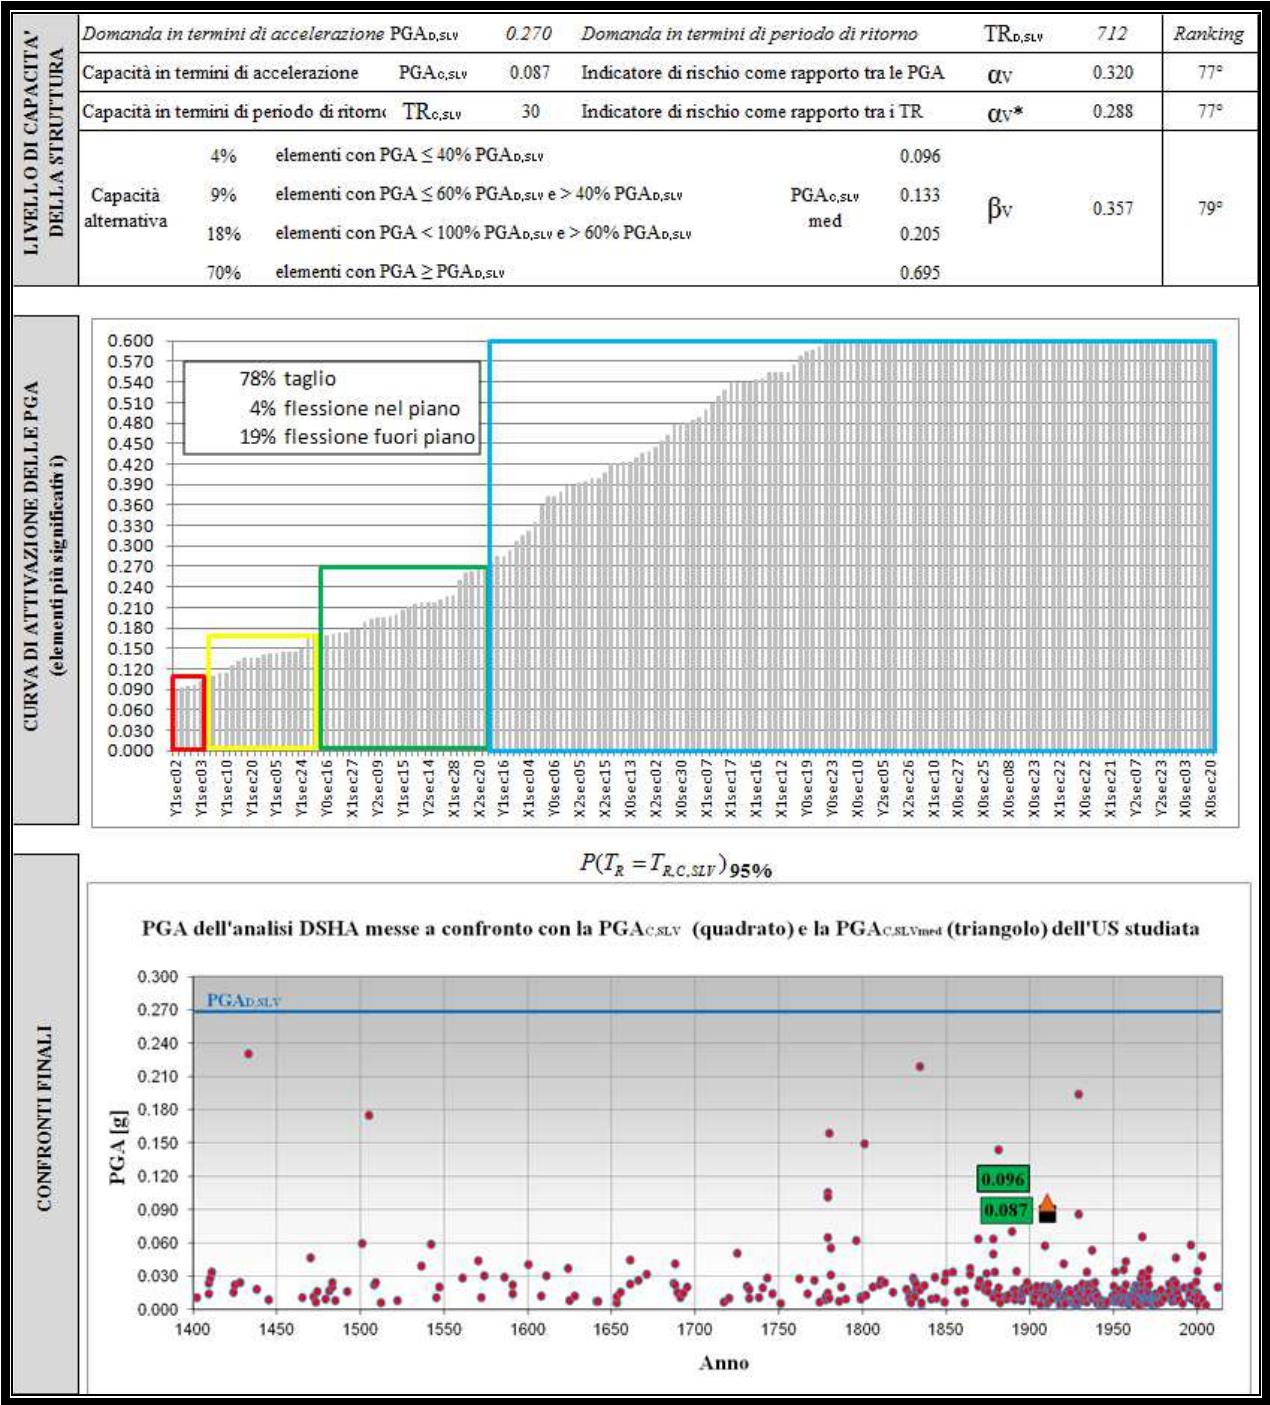 LIVELLO DI CAPACITA' DELLA STRUTTURA
Domanda in termini di accelerazione PGAD,SLV 0.270 Domanda in termini di periodo di ritorno TRD,SLV 712 Ranking
Capacità in termini di accelerazione PGAC,SLV 0.087 Indicatore di rischio come rapporto tra le PGA αv 0.320 77°
Capacità in termini di periodo di ritorno TRC,SLV 30 Indicatore di rischio come rapporto tra i TR αv* 0.288 77°
Capacità alternativa
4% elementi con PGA ≤ 40% PGAD,SLV 0.096
9% elementi con PGA ≤ 60% PGAD,SLV e > 40% PGAD,SLV 0.133
18% elementi con PGA < 100% PGAD,SLV e > 60% PGAD,SLV 0.205
70% elementi con PGA ≥ PGAD,SLV 0.695
PGAC,SLV med
βv 0.357 79°
CURVA DI ATTIVAZIONE DELLE PGA
(elementi più significativi)
0.600
0.570
0.540
0.510
0.480
0.450
0.420
0.390
0.360
0.330
0.300
0.270
0.240
0.210
0.180
0.150
0.120
0.090
0.060
0.030
0.000
78% taglio
4% flessione nel piano
19% flessione fuori piano
Y1sec02 Y1sec03 Y1sec10 Y1sec20 Y1sec05 Y1sec24 Y0sec16 X1sec27 Y2sec09 Y1sec15 Y2sec14 X1sec28 X2sec20 Y1sec16 Y1sec04 Y0sec06 X2sec05 X2sec15 X0sec13 Y2sec02 X0sec30 X1sec07 X1sec17 X1sec16 X1sec12 Y0sec19 Y0sec23 X0sec10 Y2sec05 X0sec26 X1sec10 X0sec27 X0sec25 Y0sec08 X0sec23 X1sec22 X0sec22 X1sec21 Y2sec07 Y2sec23 X0sec03 X0sec20
CONFRONTI FINALI
P(TR = TR,C,SLV)95%
PGA dell'analisi DSHA messe a confronto con la PGAC,SLV (quadrato) e la PGAC,SLVmed (triangolo) dell'US studiata
PGA [g]
0.300
0.270
0.240
0.210
0.180
0.150
0.120
0.090
0.060
0.030
0.000
PGAD,SLV
0.096
0.087
1400 1450 1500 1550 1600 1650 1700 1750 1800 1850 1900 1950 2000
Anno